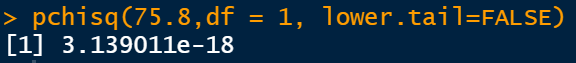 > pchisq(75.8,df = 1, lower.tail=FALSE)
[1] 3.139011e-18